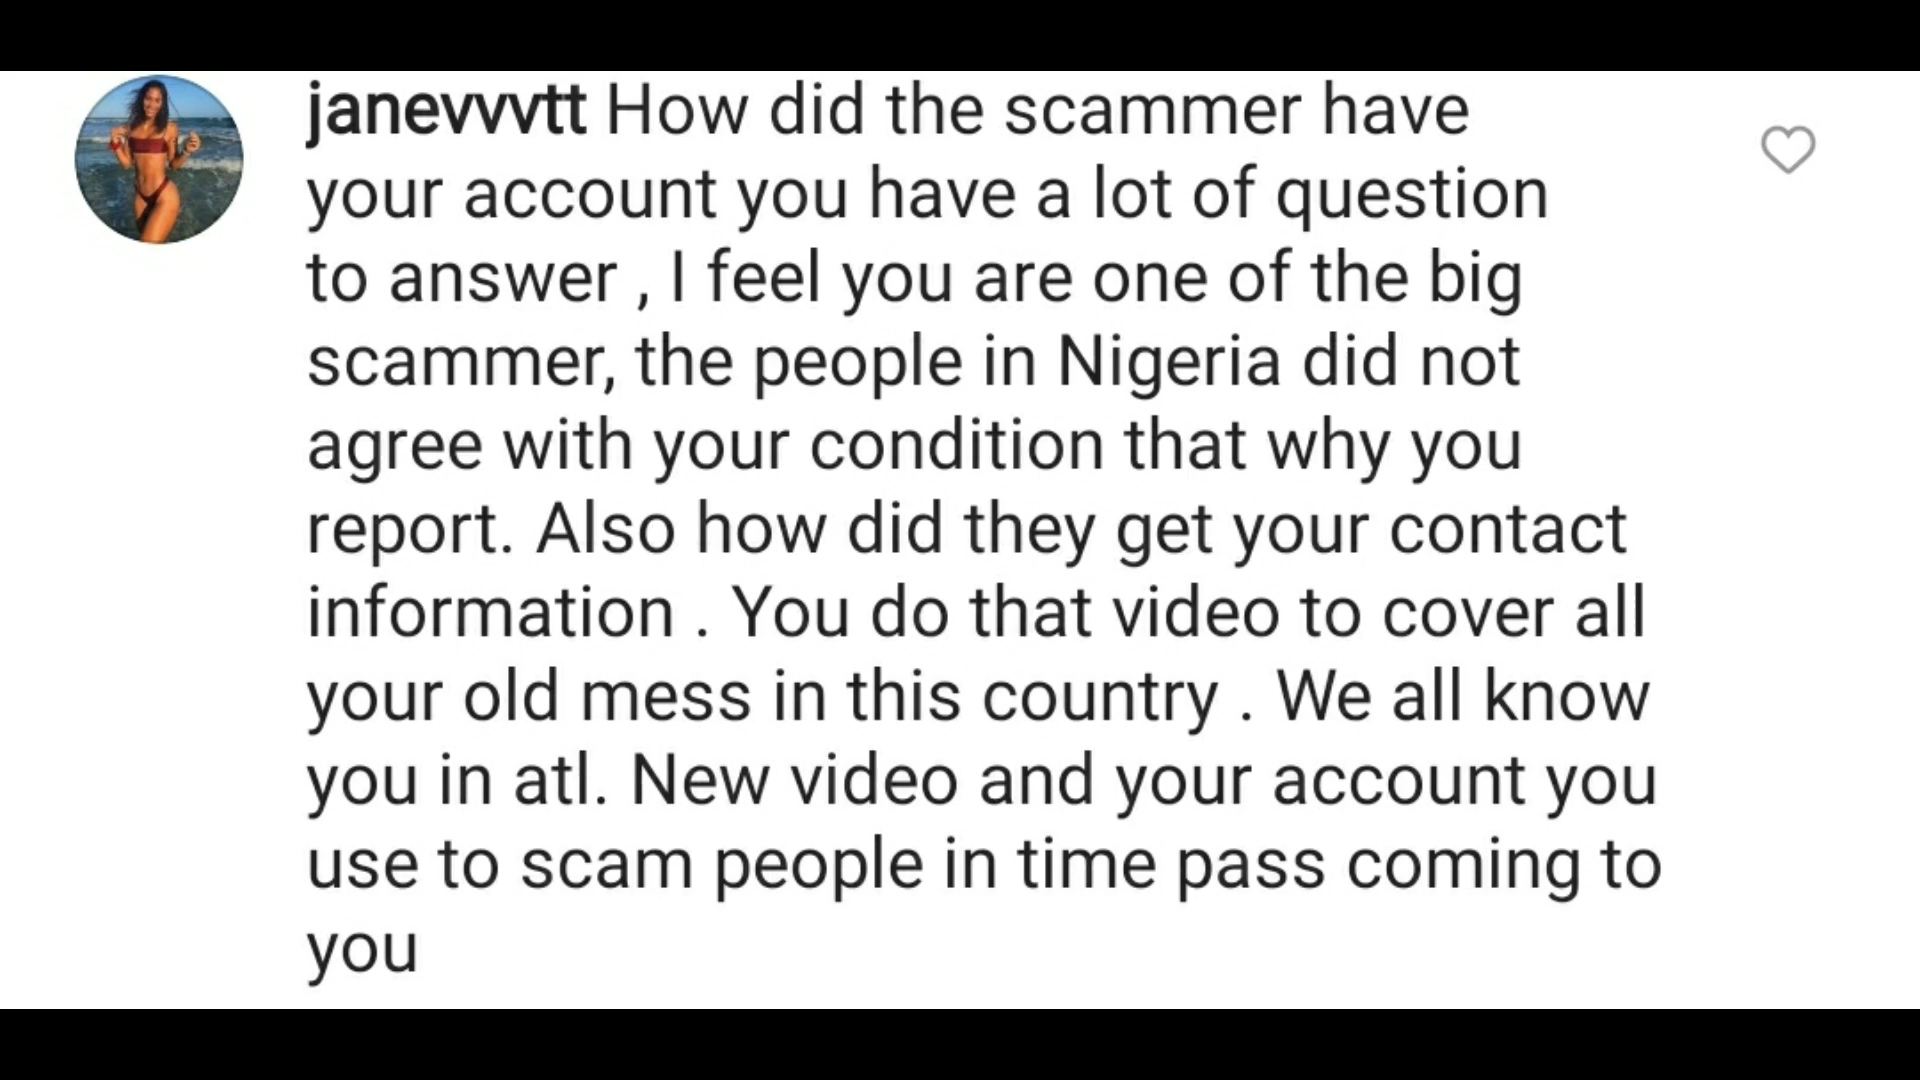 janevvvtt How did the scammer have
your account you have a lot of question
to answer , I feel you are one of the big
scammer, the people in Nigeria did not
agree with your condition that why you
report. Also how did they get your contact
information . You do that video to cover all
your old mess in this country . We all know
you in atl. New video and your account you
use to scam people in time pass coming to
you